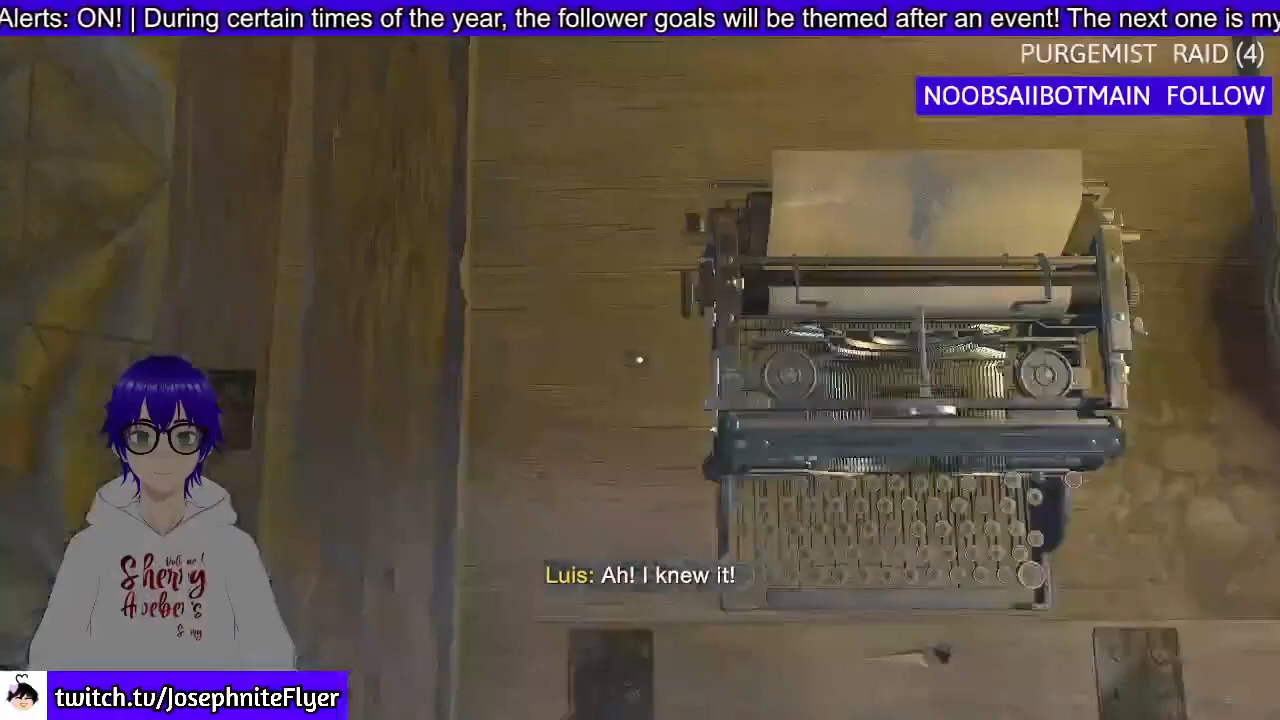 Alerts: ON! | During certain times of the year, the follower goals will be themed after an event! The next one is my
PURGEMIST RAID (4)
NOOBSAIIBOTMAIN FOLLOW
Luis: Ah! I knew it!
twitch.tv/JosephniteFlyer